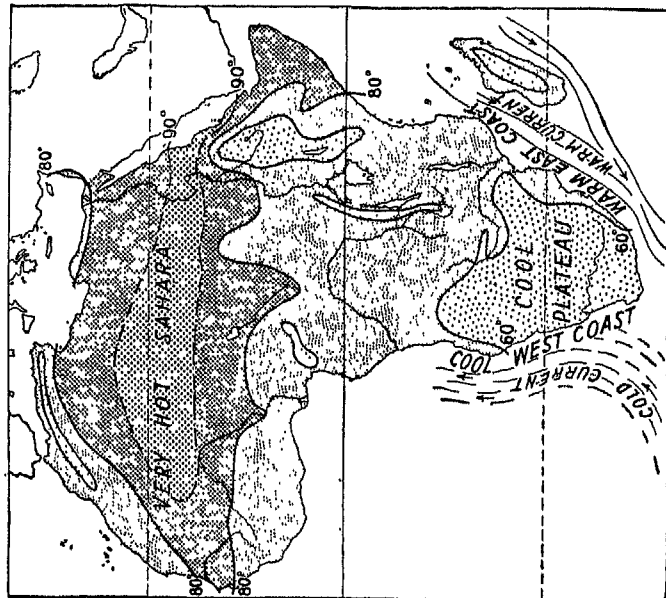 80°
90°
90°
80°
VERY HOT SAHARA
80°
80°
COOL
PLATEAU
60°
60°
WARM EAST COAST
WARM CURRENT
COOL WEST COAST
COLD CURRENT